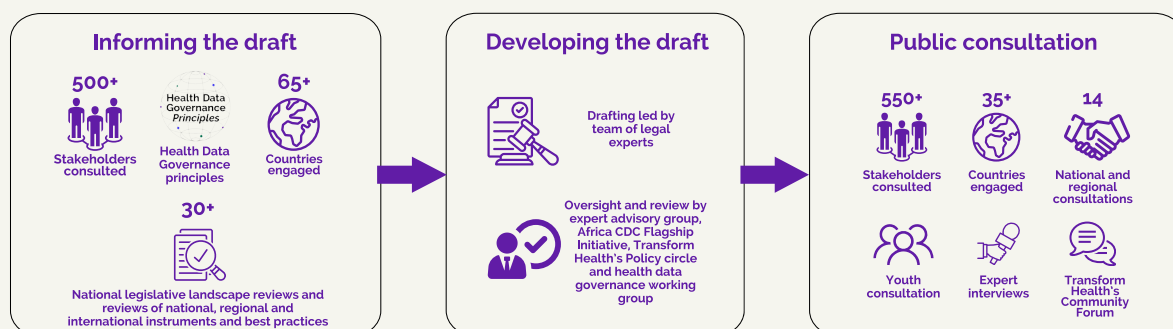 Informing the draft
500+
Stakeholders
consulted
Health Data
Governance
Principles
Health Data
Governance
principles
65+
Countries
engaged
30+
National legislative landscape reviews and
reviews of national, regional and
international instruments and best practices
Developing the draft
Drafting led by
team of legal
experts
Oversight and review by
expert advisory group,
Africa CDC Flagship
Initiative, Transform
Health's Policy circle
and health data
governance working
group
Public consultation
550+
Stakeholders
consulted
35+
Countries
engaged
14
National and
regional
consultations
Youth
consultation
Expert
interviews
Transform
Health's
Community
Forum